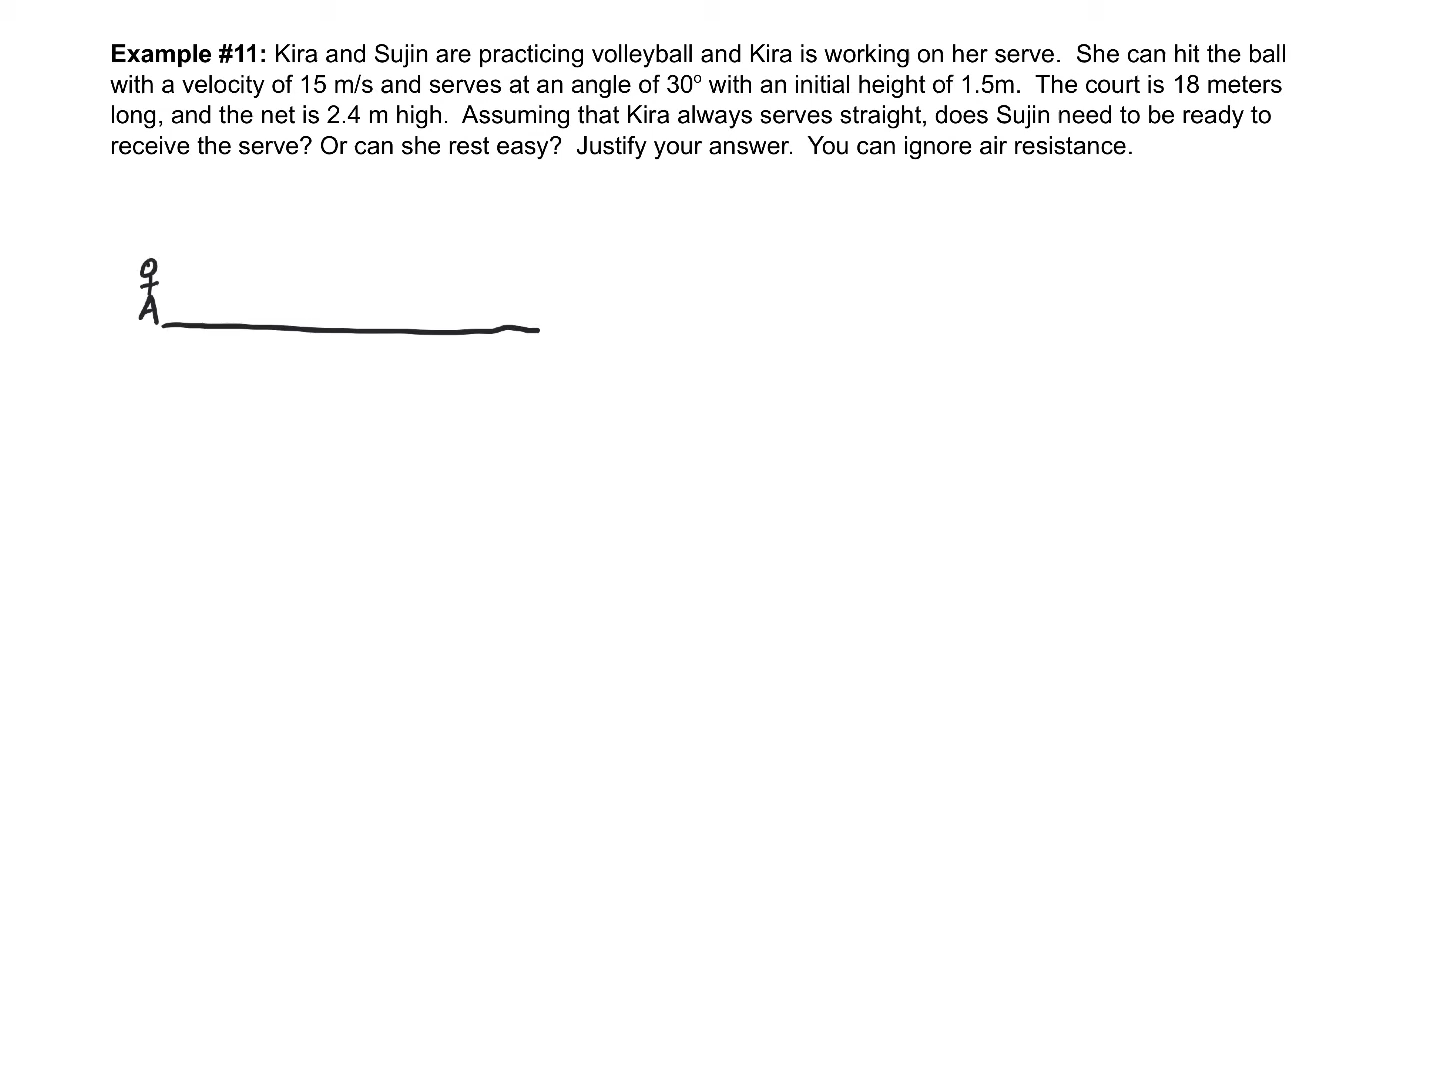 Example #11: Kira and Sujin are practicing volleyball and Kira is working on her serve.  She can hit the ball
with a velocity of 15 m/s and serves at an angle of 30º with an initial height of 1.5m.  The court is 18 meters
long, and the net is 2.4 m high.  Assuming that Kira always serves straight, does Sujin need to be ready to
receive the serve? Or can she rest easy?  Justify your answer.  You can ignore air resistance.